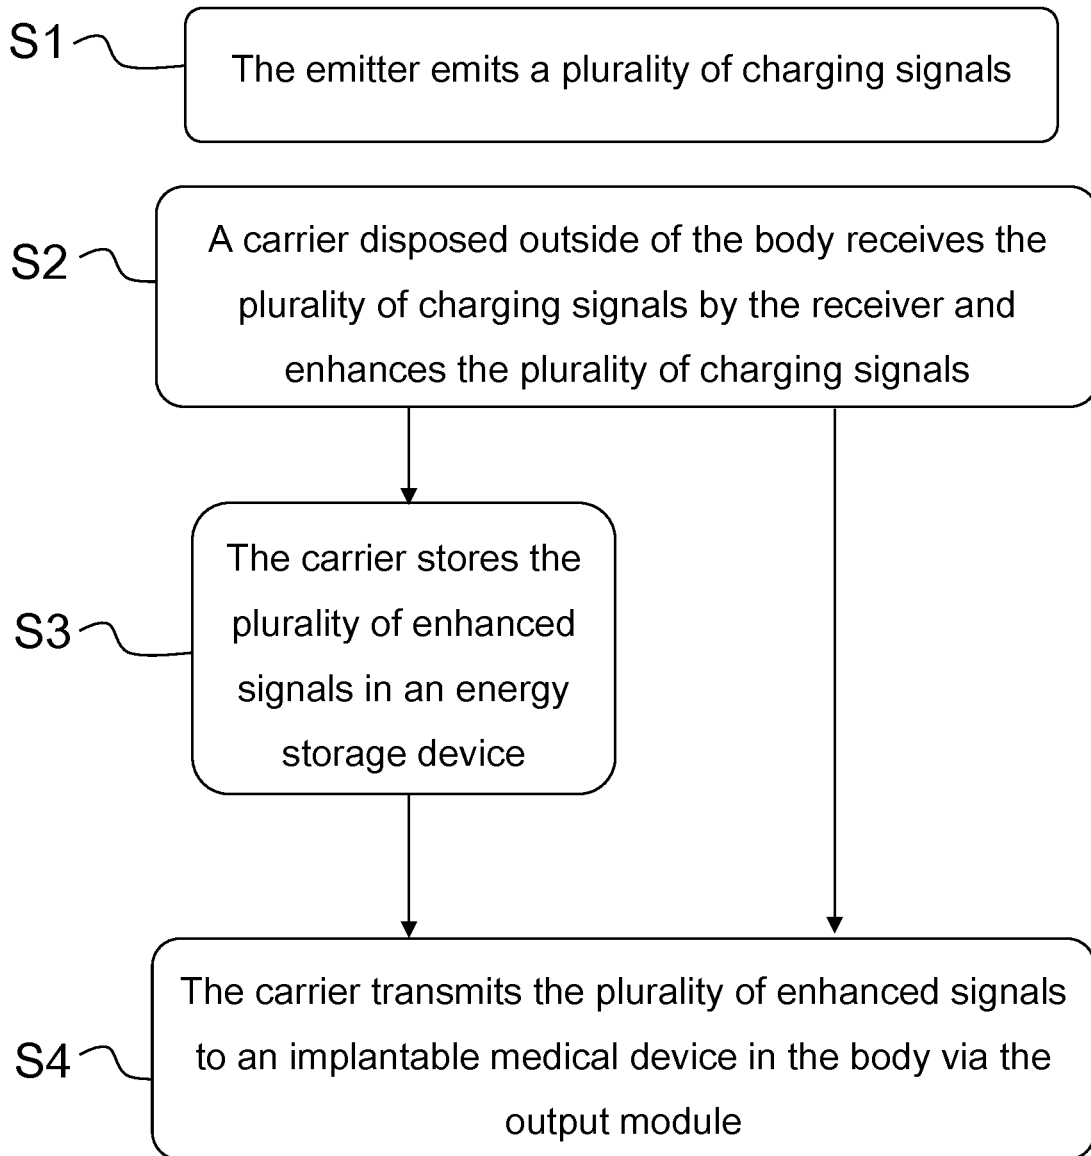 S1
The emitter emits a plurality of charging signals
S2
A carrier disposed outside of the body receives the
plurality of charging signals by the receiver and
enhances the plurality of charging signals
S3
The carrier stores the
plurality of enhanced
signals in an energy
storage device
S4
The carrier transmits the plurality of enhanced signals
to an implantable medical device in the body via the
output module